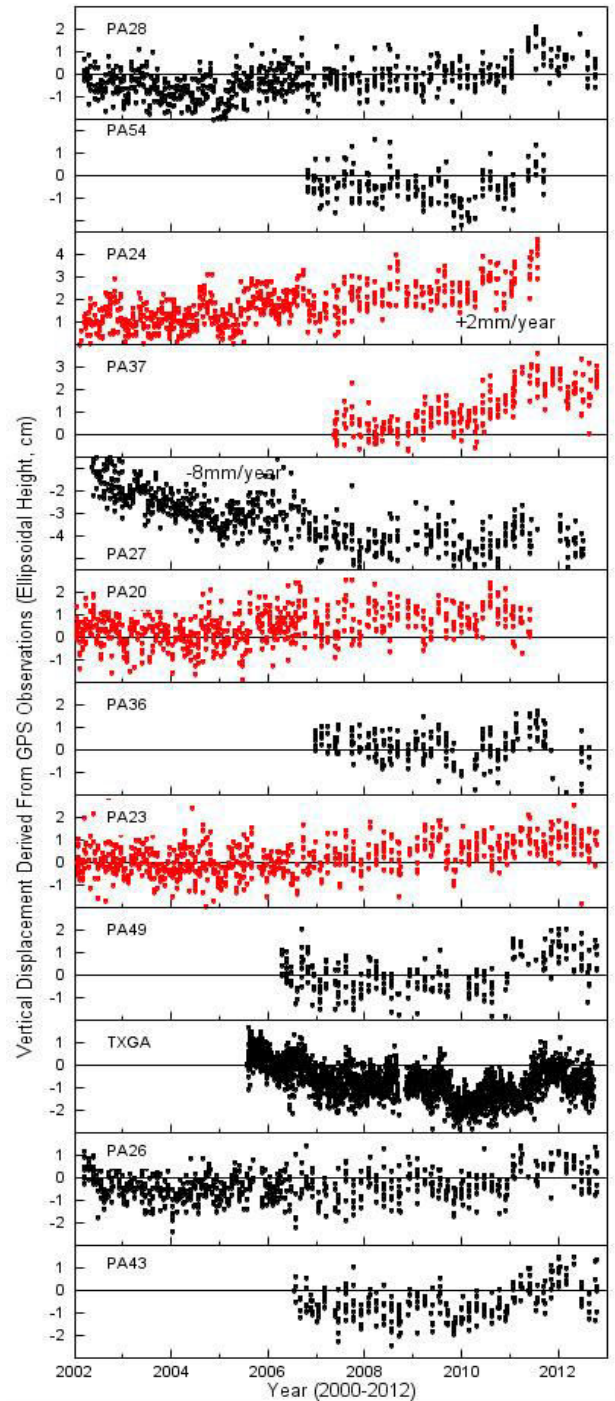 Vertical Displacement Derived From GPS Observations (Ellipsoidal Height, cm)
PA28
2
1
0
-1
PA54
1
0
-1
PA24
4
3
2
1
+2mm/year
PA37
3
2
1
0
-8mm/year
-2
-3
-4
PA27
PA20
2
1
0
-1
PA36
2
1
0
-1
PA23
2
1
0
-1
PA49
2
1
0
-1
TXGA
1
0
-1
-2
PA26
1
0
-1
-2
PA43
1
0
-1
-2
2002 2004 2006 2008 2010 2012
Year (2000-2012)